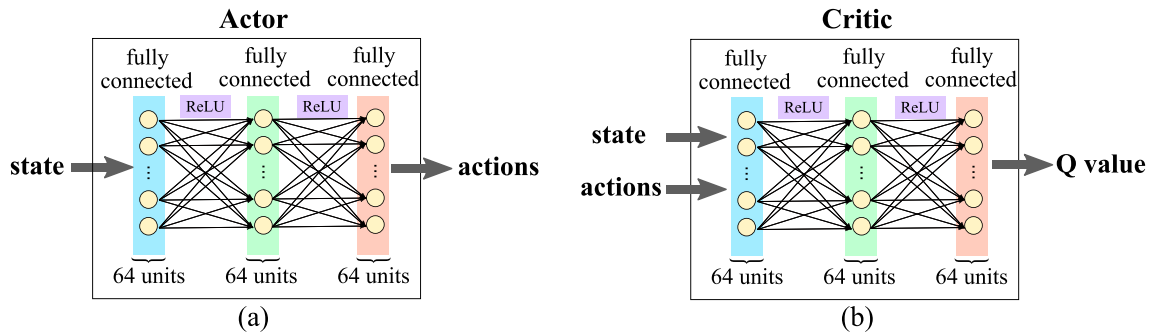 Actor
fully connected
fully connected
fully connected
ReLU
ReLU
state
actions
64 units
64 units
64 units
(a)
Critic
fully connected
fully connected
fully connected
ReLU
ReLU
state
actions
Q value
64 units
64 units
64 units
(b)